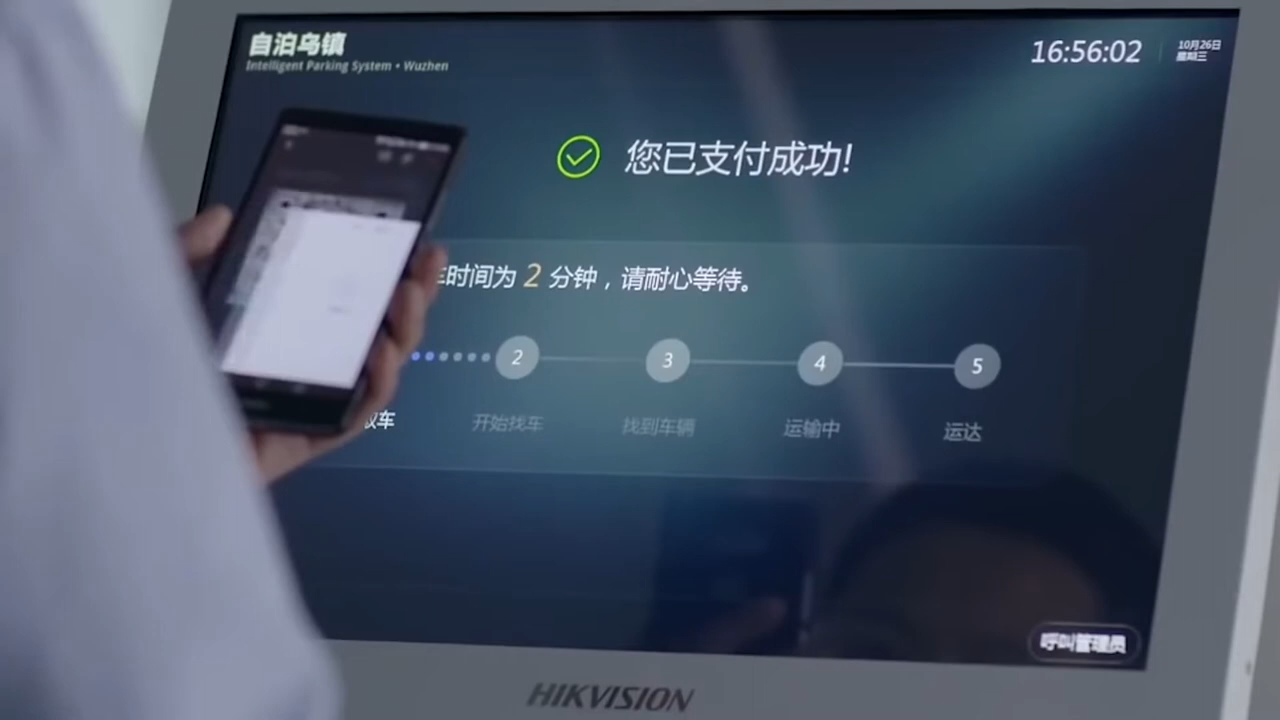 自泊乌镇
Intelligent Parking System • Wuzhen
16:56:02
10月26日
星期三
您已支付成功!
时间为 2 分钟，请耐心等待。
2
3
4
5
取车
开始找车
找到车辆
运输中
运达
呼叫管理员
HIKVISION